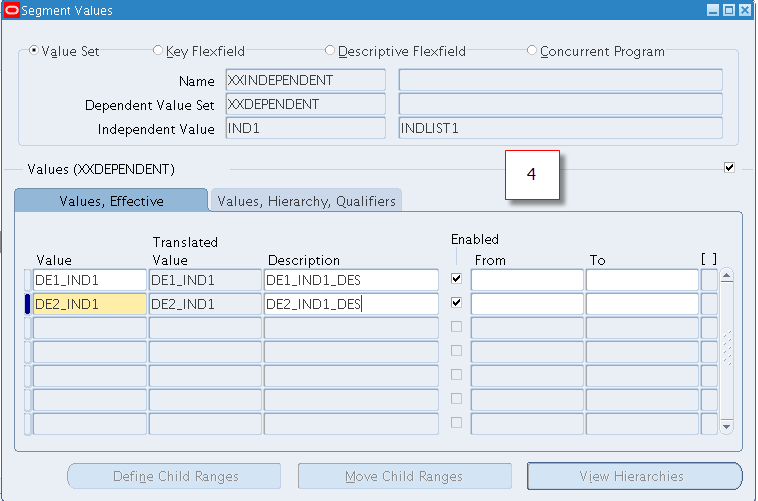 Segment Values
Value Set Key Flexfield Descriptive Flexfield Concurrent Program
Name XXINDEPENDENT
Dependent Value Set XXDEPENDENT
Independent Value IND1 INDLIST1
Values (XXDEPENDENT)
4
Values, Effective Values, Hierarchy, Qualifiers
Enabled
Translated
Value Value Description From To [ ]
DE1_IND1 DE1_IND1 DE1_IND1_DES
DE2_IND1 DE2_IND1 DE2_IND1_DES
Define Child Ranges Move Child Ranges View Hierarchies